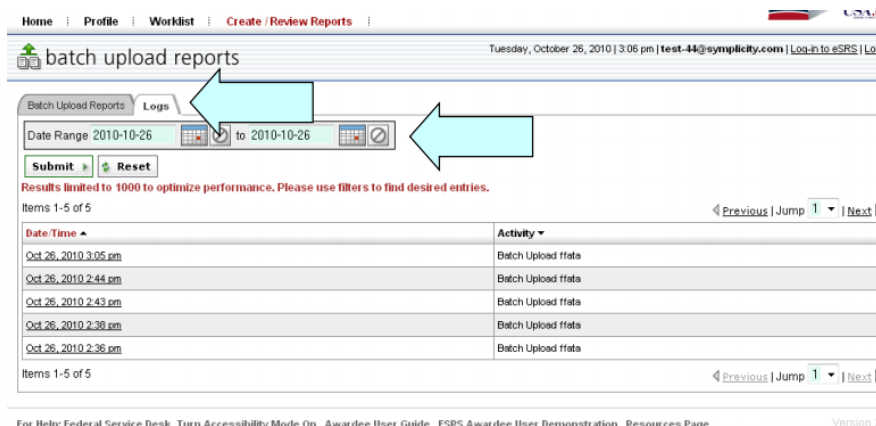 Home Profile Worklist Create / Review Reports
batch upload reports
Tuesday, October 26, 2010 | 3:06 pm | test-44@symplicity.com | Log-in to eSRS | Lo
Batch Upload Reports Logs
Date Range 2010-10-26 to 2010-10-26
Submit Reset
Results limited to 1000 to optimize performance. Please use filters to find desired entries.
Items 1-5 of 5
Previous | Jump 1 | Next
Date/Time Activity
Oct 26, 2010 3:05 pm Batch Upload ffata
Oct 26, 2010 2:44 pm Batch Upload ffata
Oct 26, 2010 2:43 pm Batch Upload ffata
Oct 26, 2010 2:38 pm Batch Upload ffata
Oct 26, 2010 2:36 pm Batch Upload ffata
Items 1-5 of 5
Previous | Jump 1 | Next
For Help: Federal Service Desk Turn Accessibility Mode On Awardee User Guide ESRS Awardee User Demonstration Resources Page Version